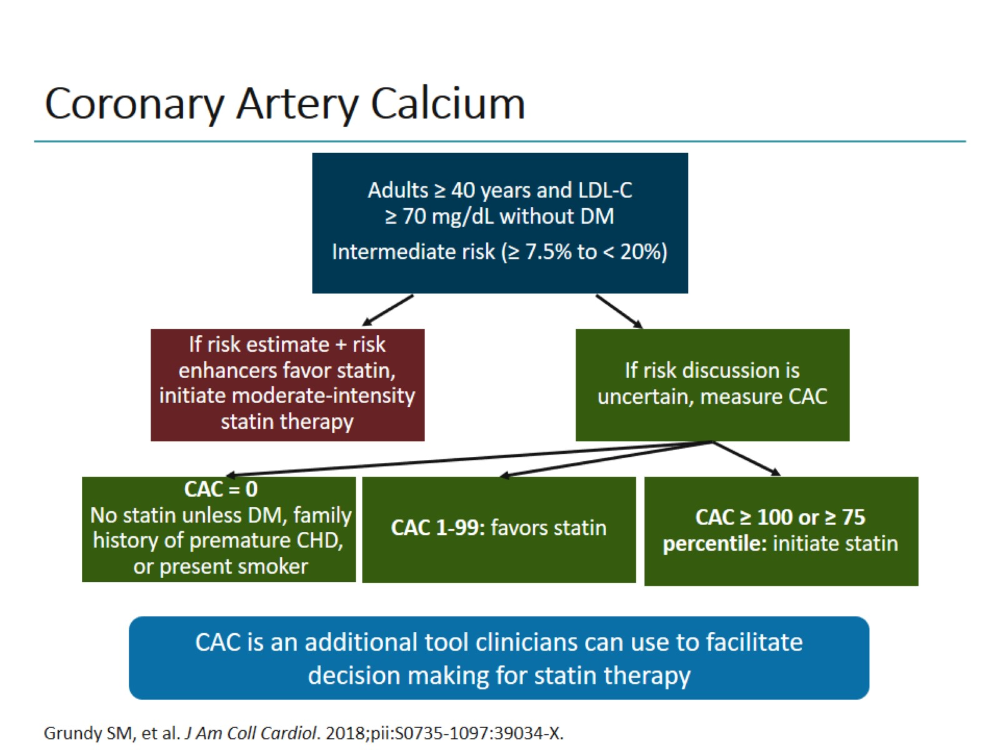 Coronary Artery Calcium
Adults ≥ 40 years and LDL-C
≥ 70 mg/dL without DM
Intermediate risk (≥ 7.5% to < 20%)
If risk estimate + risk
enhancers favor statin,
initiate moderate-intensity
statin therapy
If risk discussion is
uncertain, measure CAC
CAC = 0
No statin unless DM, family
history of premature CHD,
or present smoker
CAC 1-99: favors statin
CAC ≥ 100 or ≥ 75
percentile: initiate statin
CAC is an additional tool clinicians can use to facilitate
decision making for statin therapy
Grundy SM, et al. J Am Coll Cardiol. 2018;pii:S0735-1097:39034-X.